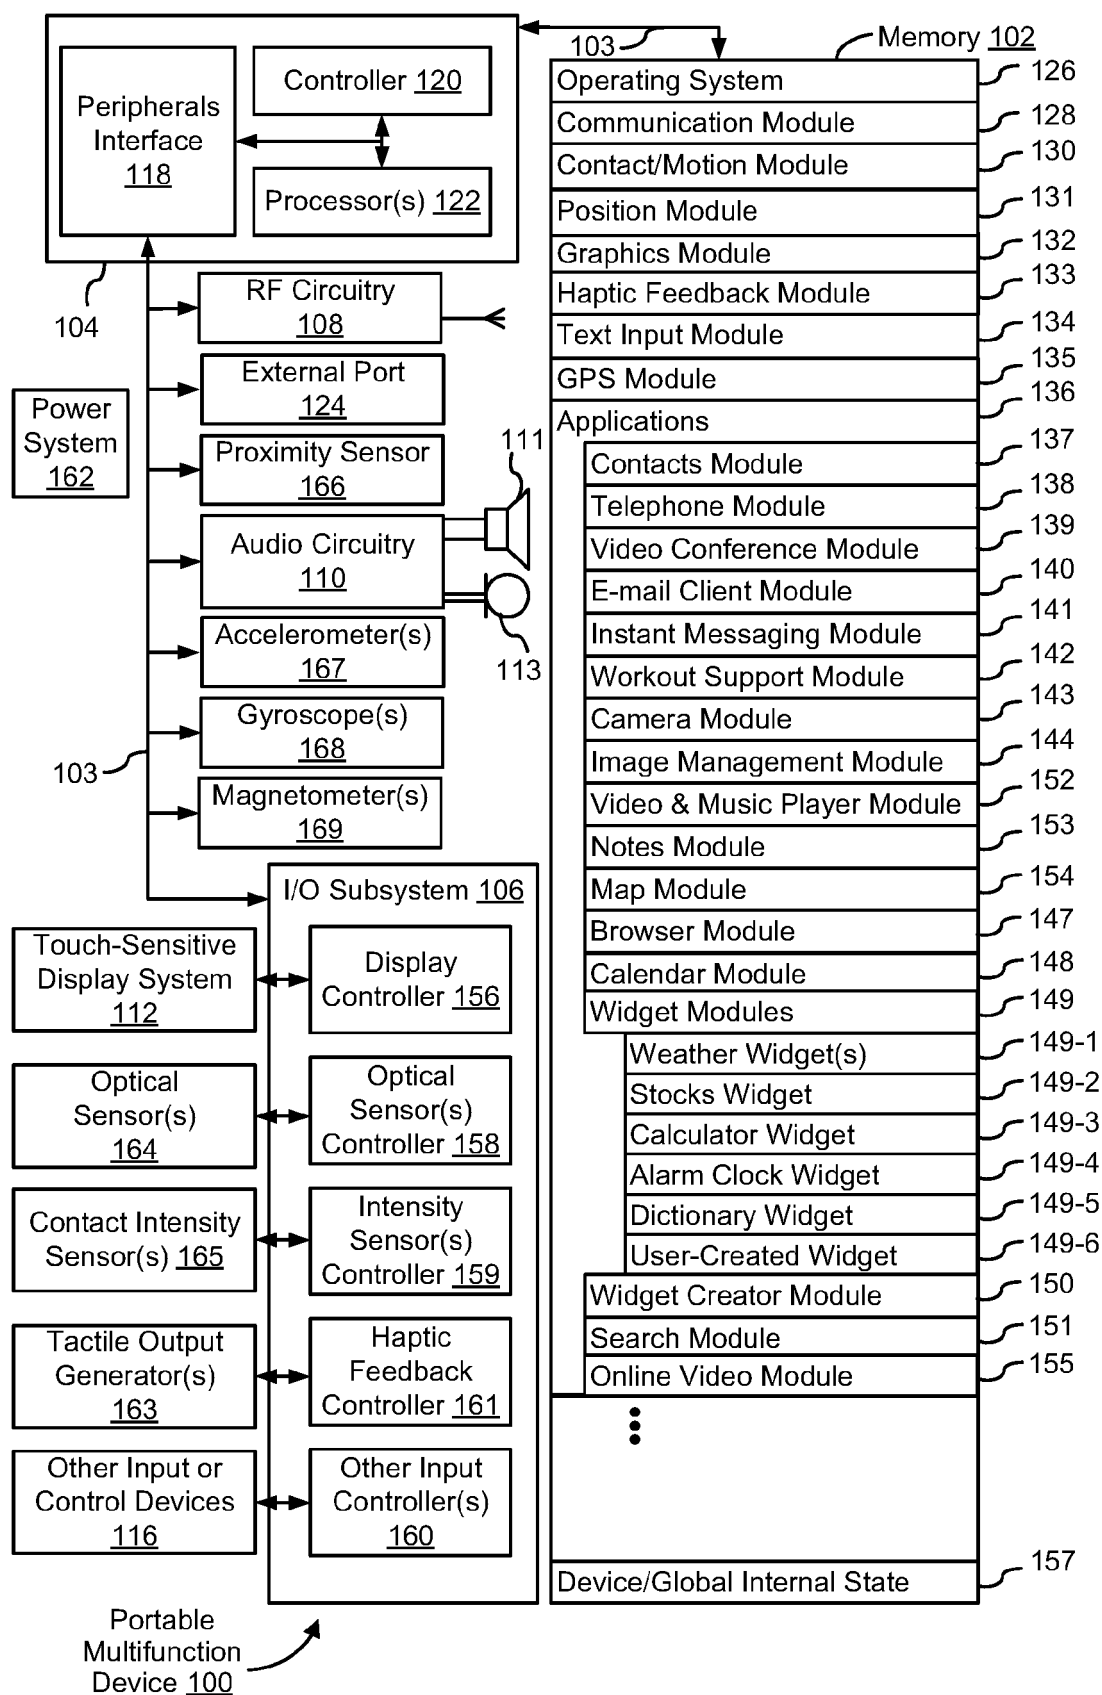 103
Memory 102
Peripherals
Interface
118
Controller 120
Processor(s) 122
104
RF Circuitry
108
External Port
124
Power
System
162
Proximity Sensor
166
Audio Circuitry
110
111
113
Accelerometer(s)
167
Gyroscope(s)
168
103
Magnetometer(s)
169
I/O Subsystem 106
Touch-Sensitive
Display System
112
Display
Controller 156
Optical
Sensor(s)
164
Optical
Sensor(s)
Controller 158
Contact Intensity
Sensor(s) 165
Intensity
Sensor(s)
Controller 159
Tactile Output
Generator(s)
163
Haptic
Feedback
Controller 161
Other Input or
Control Devices
116
Other Input
Controller(s)
160
Portable
Multifunction
Device 100
Operating System 126
Communication Module 128
Contact/Motion Module 130
Position Module 131
Graphics Module 132
Haptic Feedback Module 133
Text Input Module 134
GPS Module 135
Applications 136
Contacts Module 137
Telephone Module 138
Video Conference Module 139
E-mail Client Module 140
Instant Messaging Module 141
Workout Support Module 142
Camera Module 143
Image Management Module 144
Video & Music Player Module 152
Notes Module 153
Map Module 154
Browser Module 147
Calendar Module 148
Widget Modules 149
Weather Widget(s) 149-1
Stocks Widget 149-2
Calculator Widget 149-3
Alarm Clock Widget 149-4
Dictionary Widget 149-5
User-Created Widget 149-6
Widget Creator Module 150
Search Module 151
Online Video Module 155
Device/Global Internal State 157